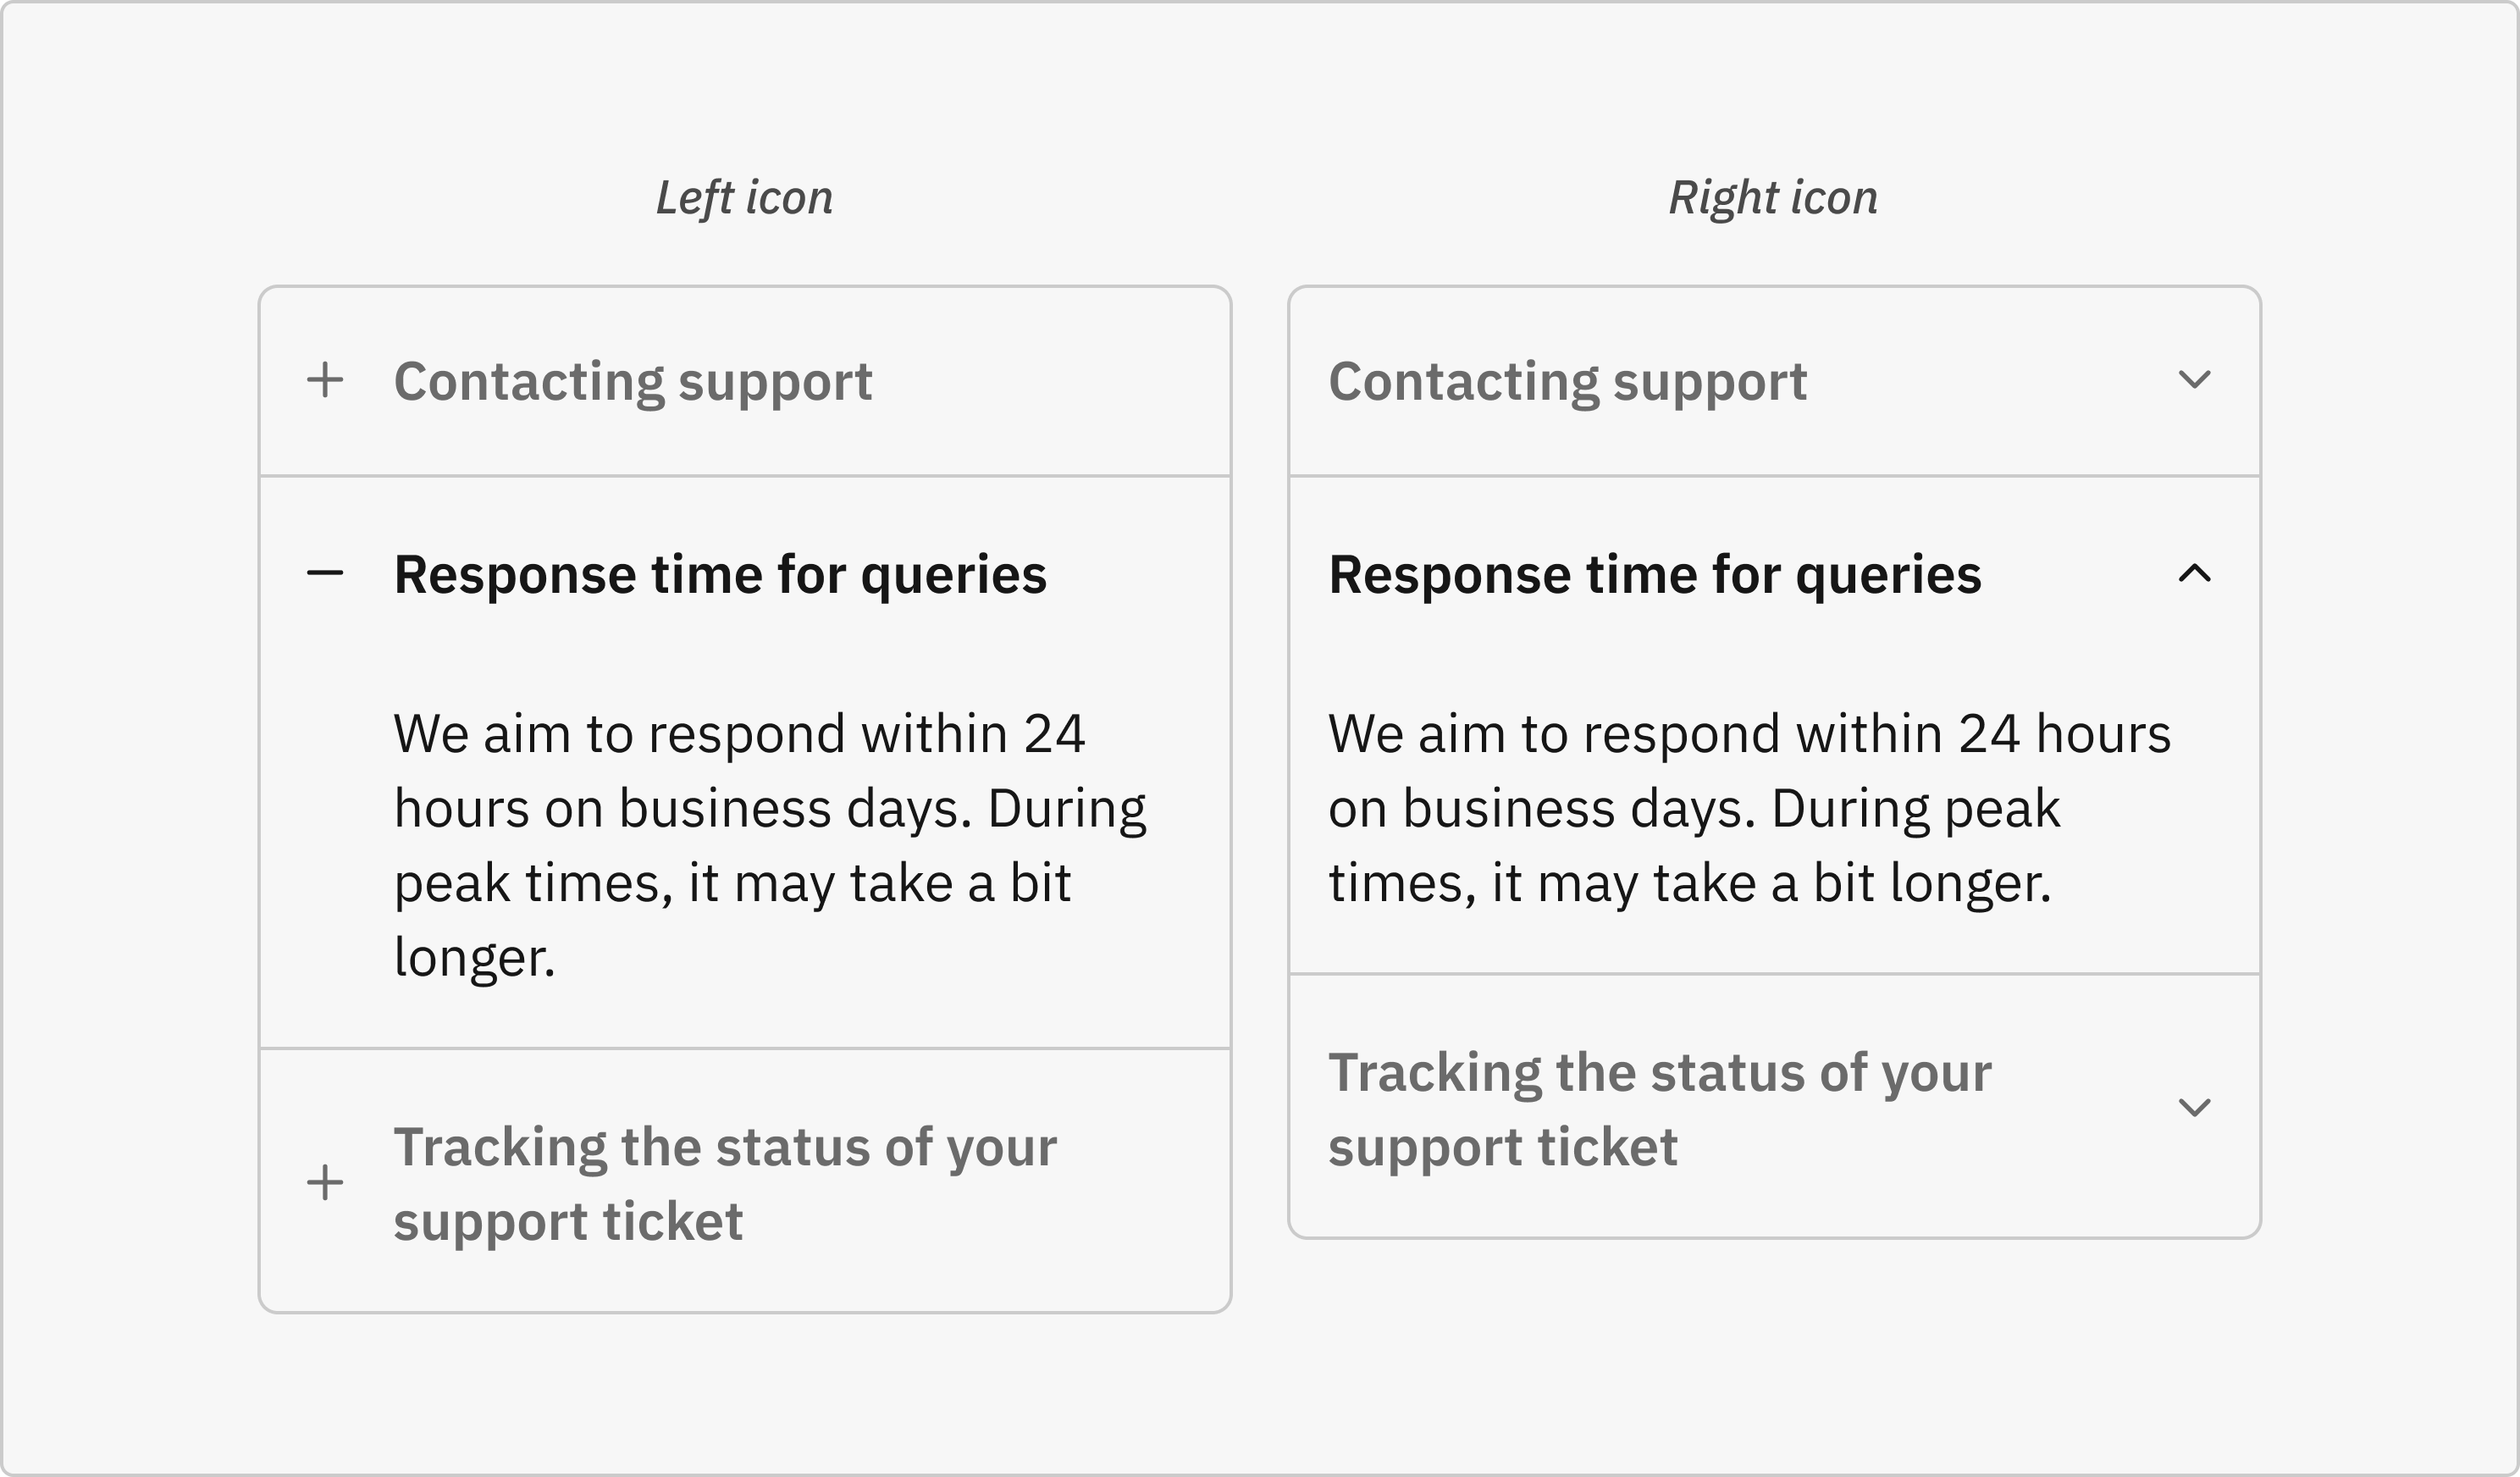 Left icon
Contacting support
Response time for queries
We aim to respond within 24
hours on business days. During
peak times, it may take a bit
longer.
Tracking the status of your
support ticket
Right icon
Contacting support
Response time for queries
We aim to respond within 24 hours
on business days. During peak
times, it may take a bit longer.
Tracking the status of your
support ticket